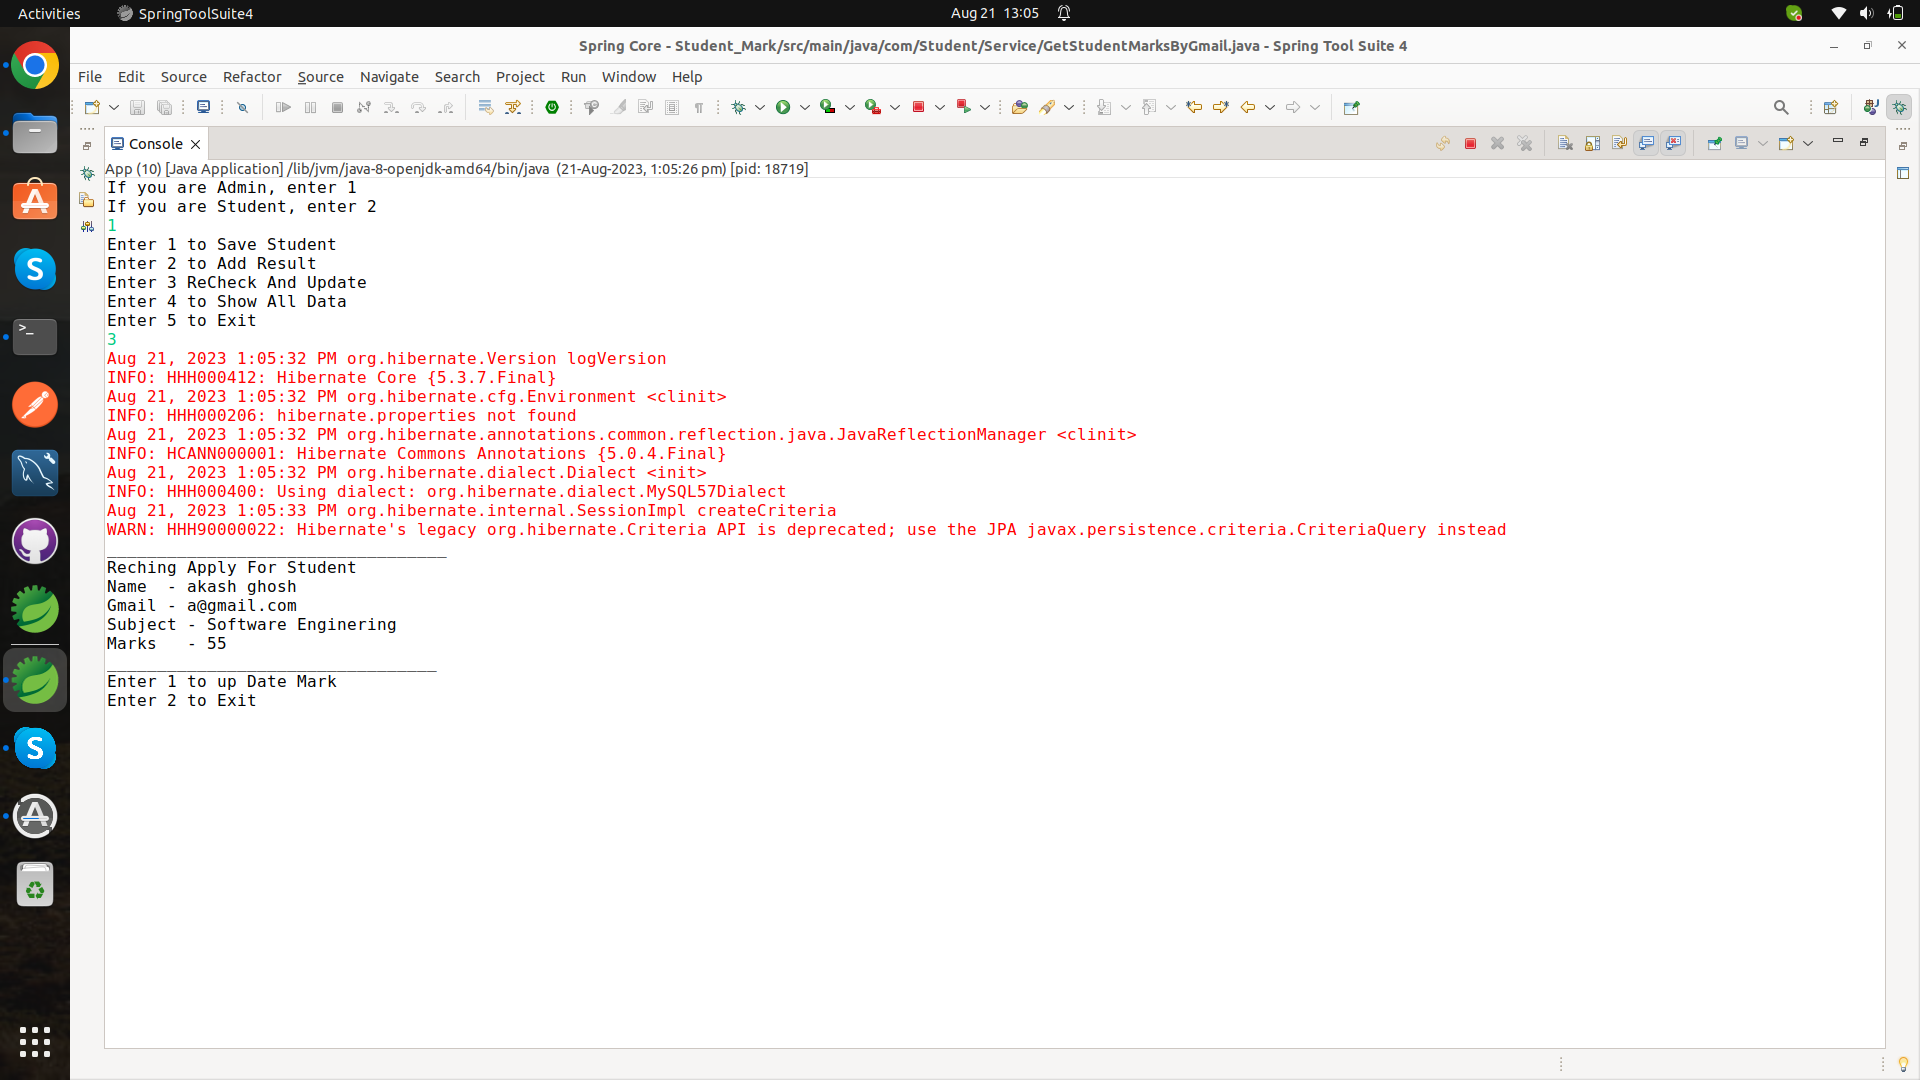 Activities
SpringToolSuite4
Aug 21 13:05
Spring Core - Student_Mark/src/main/java/com/Student/Service/GetStudentMarksByGmail.java - Spring Tool Suite 4
File Edit Source Refactor Source Navigate Search Project Run Window Help
Console
App (10) [Java Application] /lib/jvm/java-8-openjdk-amd64/bin/java (21-Aug-2023, 1:05:26 pm) [pid: 18719]
If you are Admin, enter 1
If you are Student, enter 2
1
Enter 1 to Save Student
Enter 2 to Add Result
Enter 3 ReCheck And Update
Enter 4 to Show All Data
Enter 5 to Exit
3
Aug 21, 2023 1:05:32 PM org.hibernate.Version logVersion
INFO: HHH000412: Hibernate Core {5.3.7.Final}
Aug 21, 2023 1:05:32 PM org.hibernate.cfg.Environment <clinit>
INFO: HHH000206: hibernate.properties not found
Aug 21, 2023 1:05:32 PM org.hibernate.annotations.common.reflection.java.JavaReflectionManager <clinit>
INFO: HCANN000001: Hibernate Commons Annotations {5.0.4.Final}
Aug 21, 2023 1:05:32 PM org.hibernate.dialect.Dialect <init>
INFO: HHH000400: Using dialect: org.hibernate.dialect.MySQL57Dialect
Aug 21, 2023 1:05:33 PM org.hibernate.internal.SessionImpl createCriteria
WARN: HHH90000022: Hibernate's legacy org.hibernate.Criteria API is deprecated; use the JPA javax.persistence.criteria.CriteriaQuery instead
__________________________________
Reching Apply For Student
Name  - akash ghosh
Gmail - a@gmail.com
Subject - Software Enginering
Marks   - 55
_________________________________
Enter 1 to up Date Mark
Enter 2 to Exit